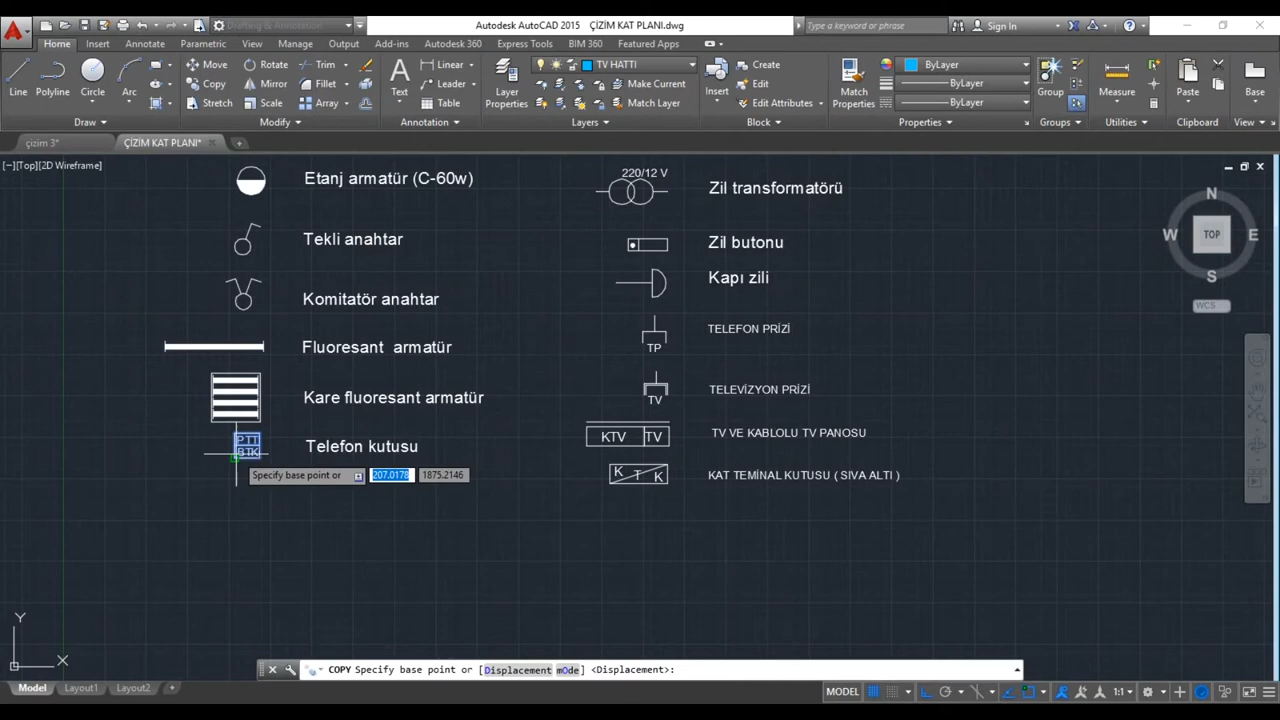 Drafting & Annotation
Autodesk AutoCAD 2015 ÇİZİM KAT PLANI.dwg
Type a keyword or phrase
Sign In
Home Insert Annotate Parametric View Manage Output Add-ins Autodesk 360 Express Tools BIM 360 Featured Apps
Line Polyline Circle Arc
Move Rotate Trim
Copy Mirror Fillet
Stretch Scale Array
Text Linear
Leader
Table
Layer Properties
TV HATTI
Make Current
Match Layer
Insert Create
Edit
Edit Attributes
Match Properties
ByLayer
ByLayer
ByLayer
Group Measure Paste Base
Draw Modify Annotation Layers Block Properties Groups Utilities Clipboard View
çizim 3* ÇİZİM KAT PLANI*
[−][Top][2D Wireframe]
N
W TOP E
S
WCS
Etanj armatür (C-60w)
Tekli anahtar
Komitatör anahtar
Fluoresant armatür
Kare fluoresant armatür
PTT
BTK
Telefon kutusu
Specify base point or 207.0178 1875.2146
220/12 V
Zil transformatörü
Zil butonu
Kapı zili
TELEFON PRİZİ
TP
TELEVİZYON PRİZİ
TV
KTV TV TV VE KABLOLU TV PANOSU
K T K KAT TEMİNAL KUTUSU ( SIVA ALTI )
Y
X
COPY Specify base point or [Displacement mOde] <Displacement>:
Model Layout1 Layout2
MODEL 1:1